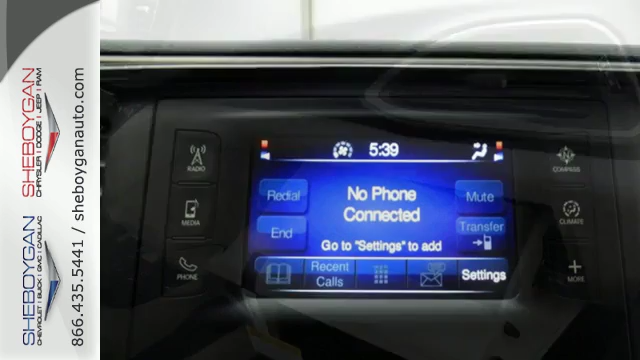 SHEBOYGAN
CHEVROLET | BUICK | GMC | CADILLAC
SHEBOYGAN
CHRYSLER | DODGE | JEEP | RAM
866.435.5441 / sheboyganauto.com
RADIO
MEDIA
PHONE
5:39
Redial
End
No Phone
Connected
Go to "Settings" to add
Mute
Transfer
Recent
Calls
Settings
COMPASS
CLIMATE
MORE